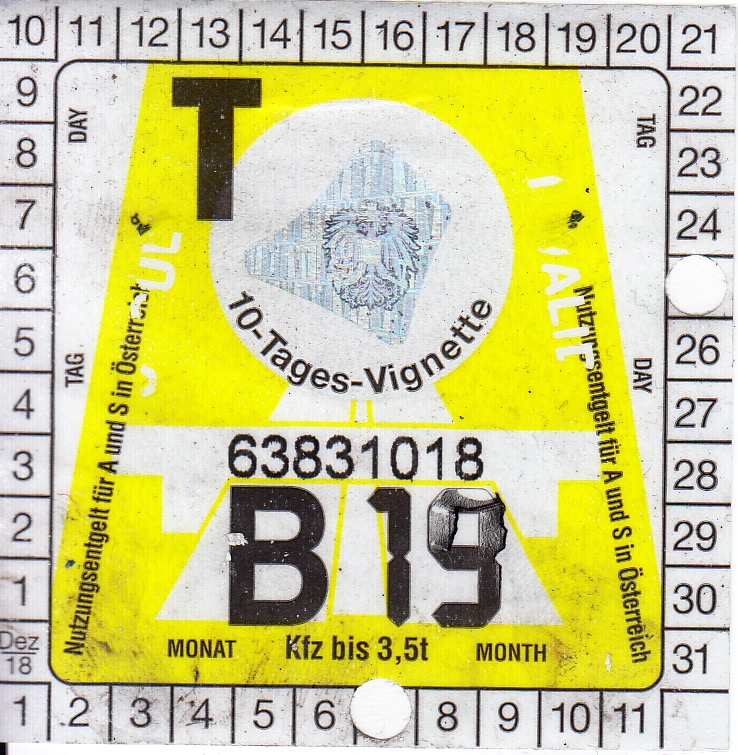 10 11 12 13 14 15 16 17 18 19 20 21
9 22
8 23
7 24
6
5 26
4 27
3 28
2 29
1 30
Dez 18 31
1 2 3 4 5 6 8 9 10 11
DAY
TAG
T
10-Tages-Vignette
TAG
DAY
Nutzungsentgelt für A und S in Österreich
Nutzungsentgelt für A und S in Österreich
63831018
B 19
MONAT Kfz bis 3,5t MONTH